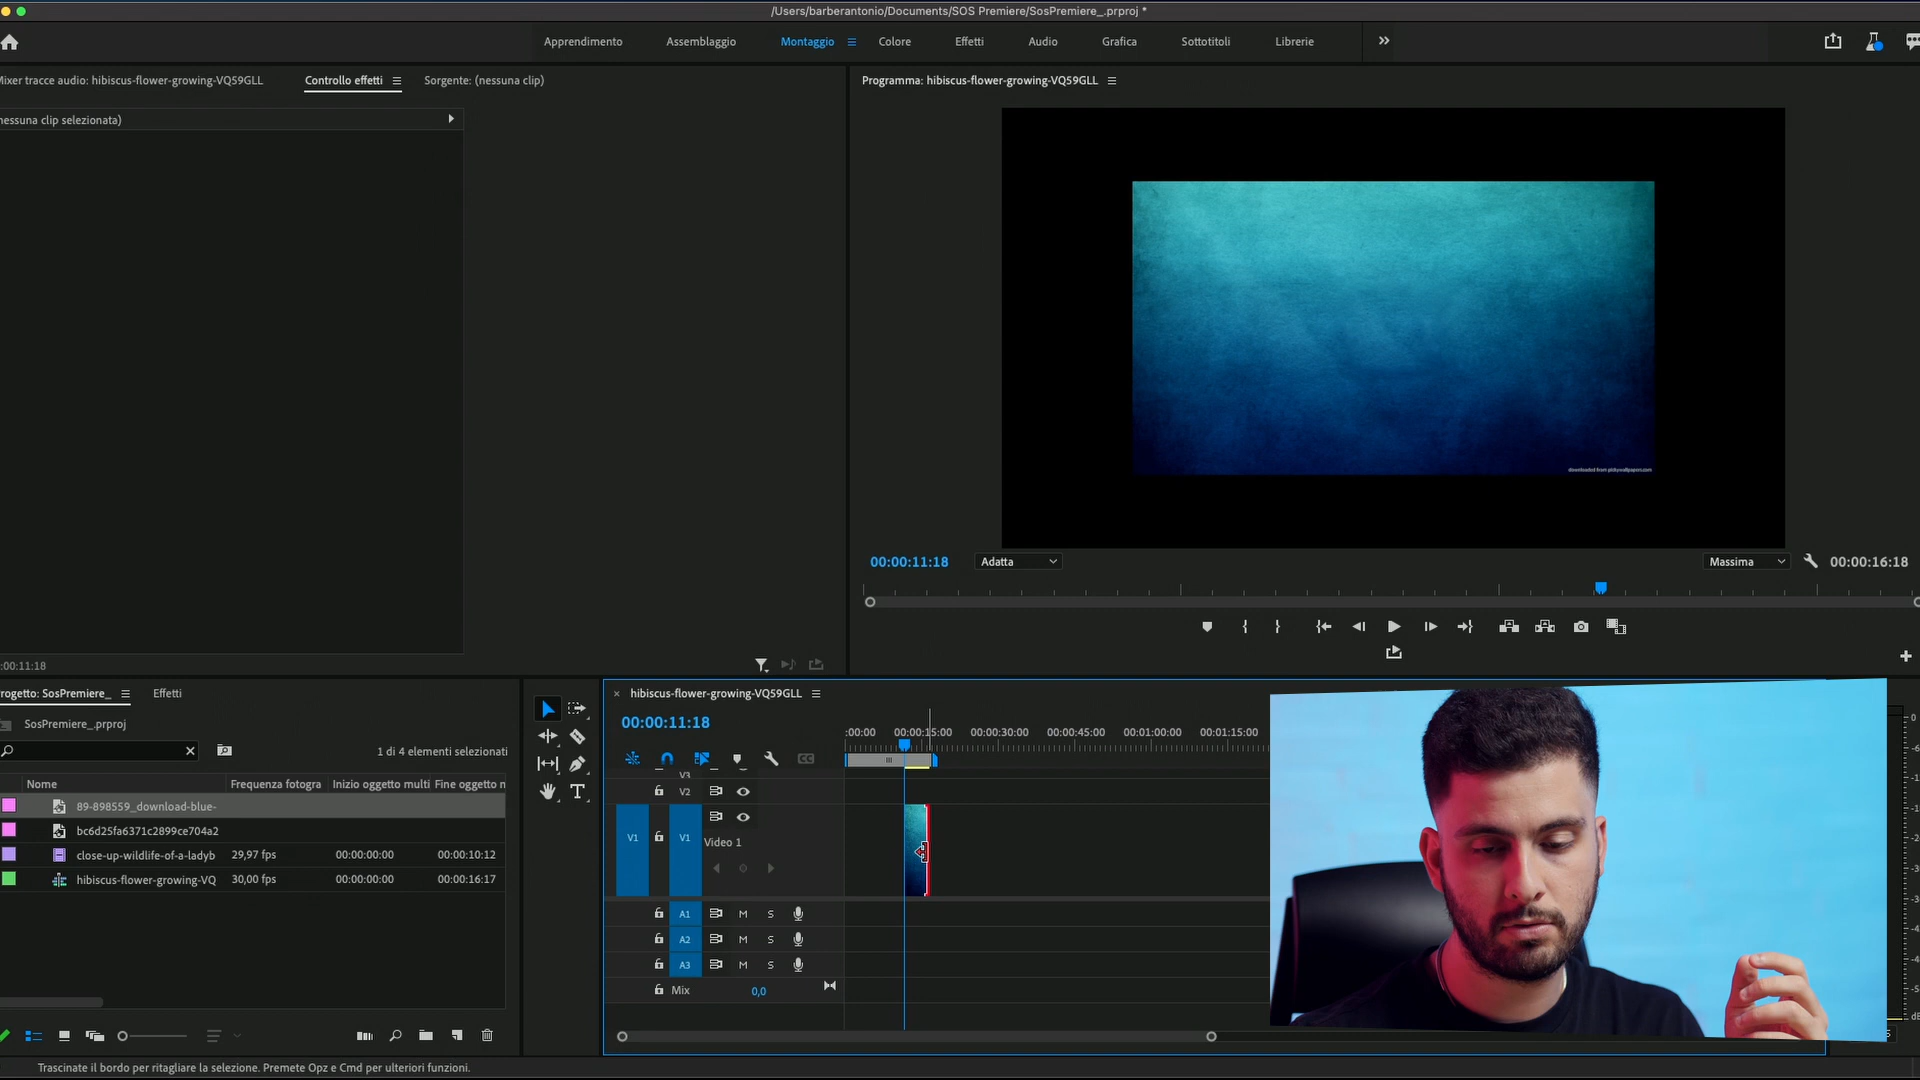 /Users/barberantonio/Documents/SOS Premiere/SosPremiere_.prproj *
Apprendimento
Assemblaggio
Montaggio
Colore
Effetti
Audio
Grafica
Sottotitoli
Librerie
Mixer tracce audio: hibiscus-flower-growing-VQ59GLL
Controllo effetti
Sorgente: (nessuna clip)
Programma: hibiscus-flower-growing-VQ59GLL
nessuna clip selezionata)
00:00:11:18
Adatta
Massima
00:00:16:18
:00:11:18
rogetto: SosPremiere_
Effetti
SosPremiere_.prproj
1 di 4 elementi selezionati
Nome
Frequenza fotogra
Inizio oggetto multi
Fine oggetto m
89-898559_download-blue-
bc6d25fa6371c2899ce704a2
close-up-wildlife-of-a-ladyb
29,97 fps
00:00:00:00
00:00:10:12
hibiscus-flower-growing-VQ
30,00 fps
00:00:00:00
00:00:16:17
hibiscus-flower-growing-VQ59GLL
00:00:11:18
:00:00
00:00:15:00
00:00:30:00
00:00:45:00
00:01:00:00
00:01:15:00
V3
V2
V1
V1
Video 1
A1
M
S
A2
M
S
A3
M
S
Mix
0,0
Trascinate il bordo per ritagliare la selezione. Premete Opz e Cmd per ulteriori funzioni.